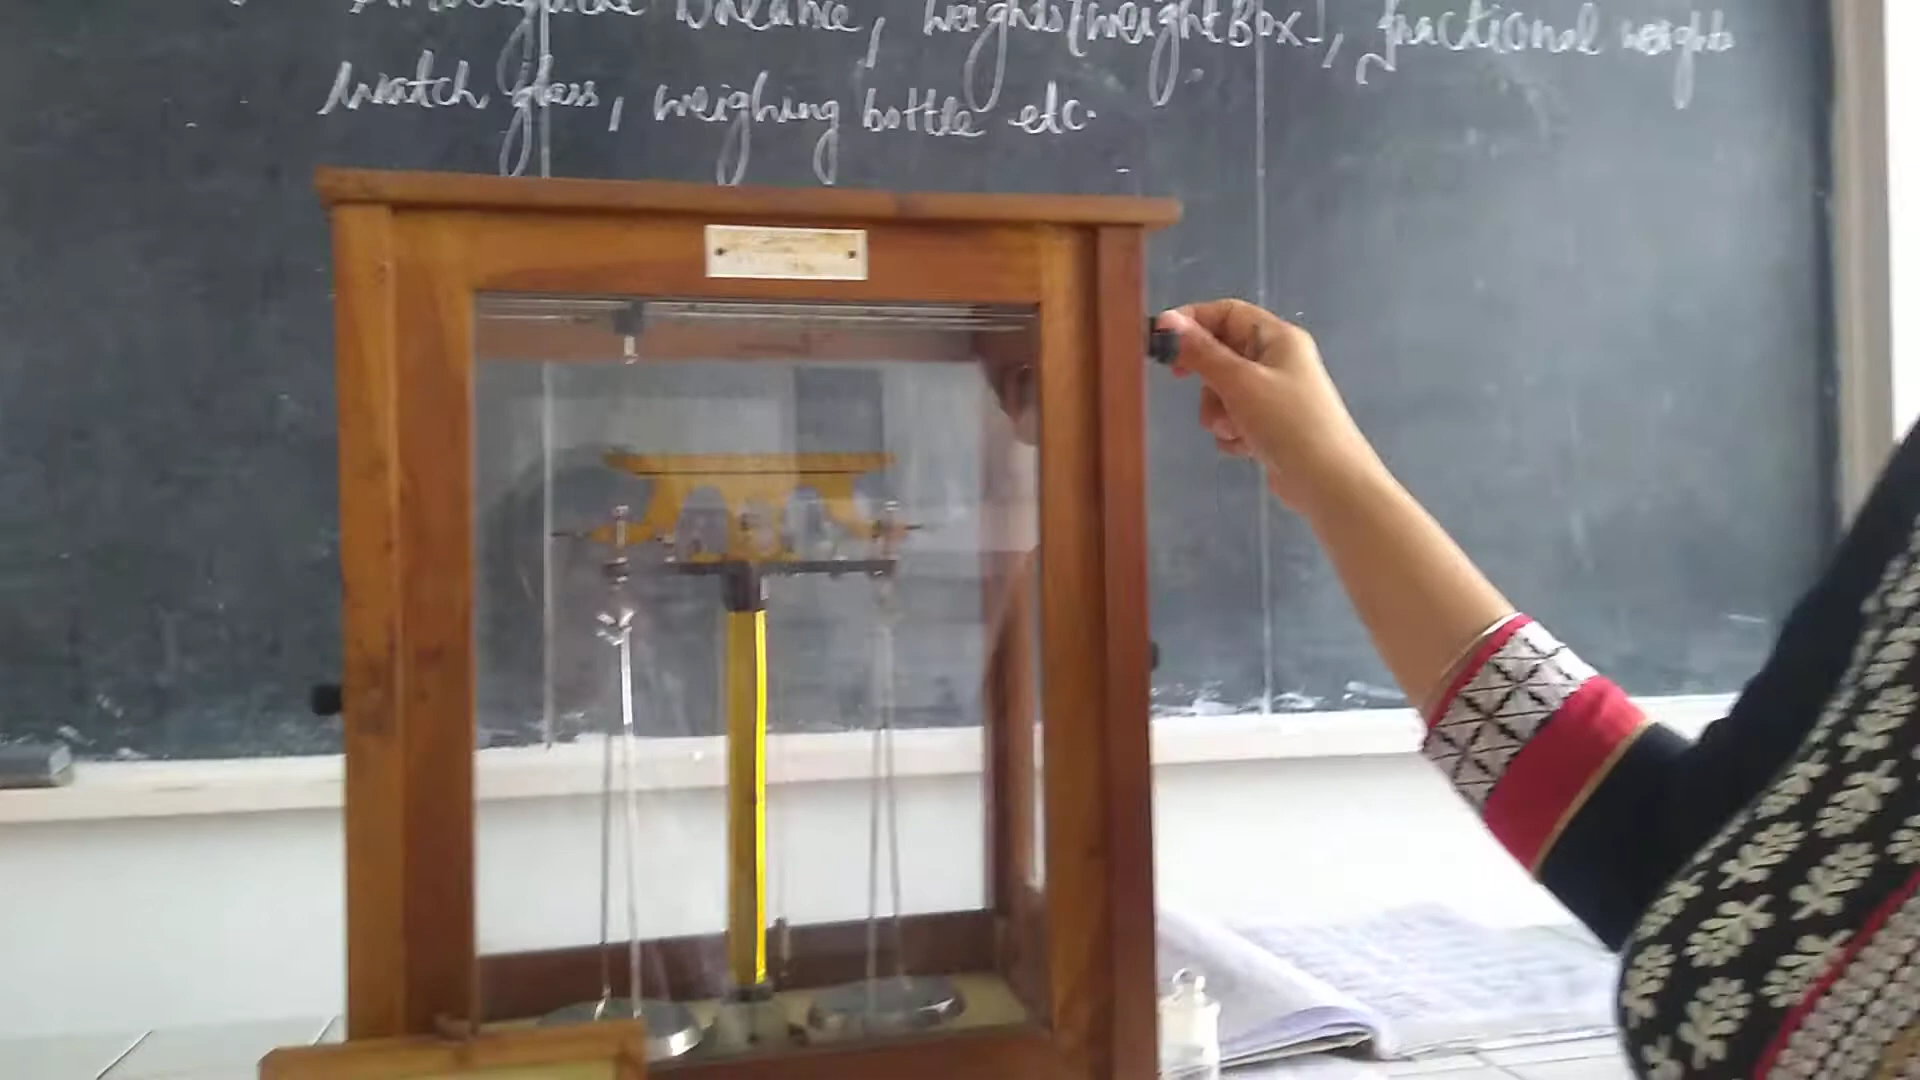 Balance, weights [weight Box], fractional weights
watch glass, weighing bottle etc.